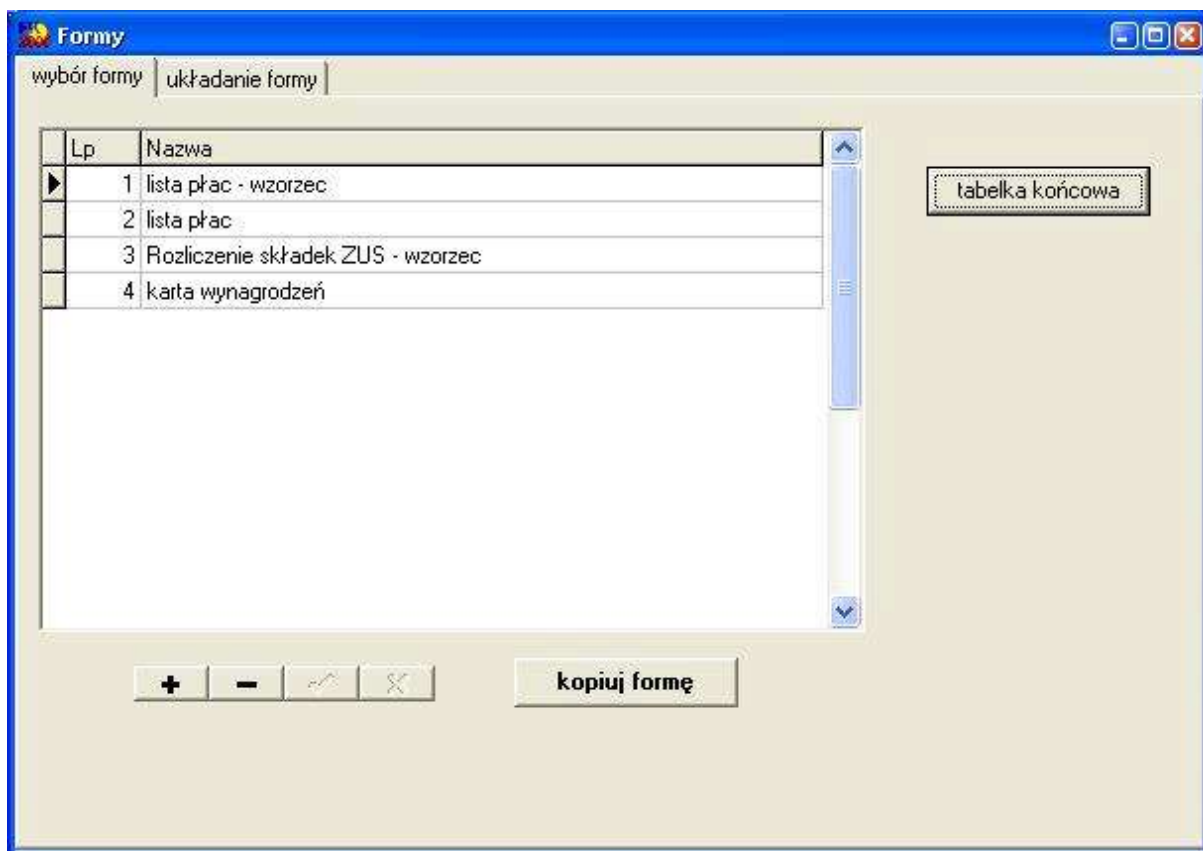 Formy
wybór formy układanie formy
Lp Nazwa
1 lista płac - wzorzec
2 lista płac
3 Rozliczenie składek ZUS - wzorzec
4 karta wynagrodzeń
tabelka końcowa
+ - kopiuj formę